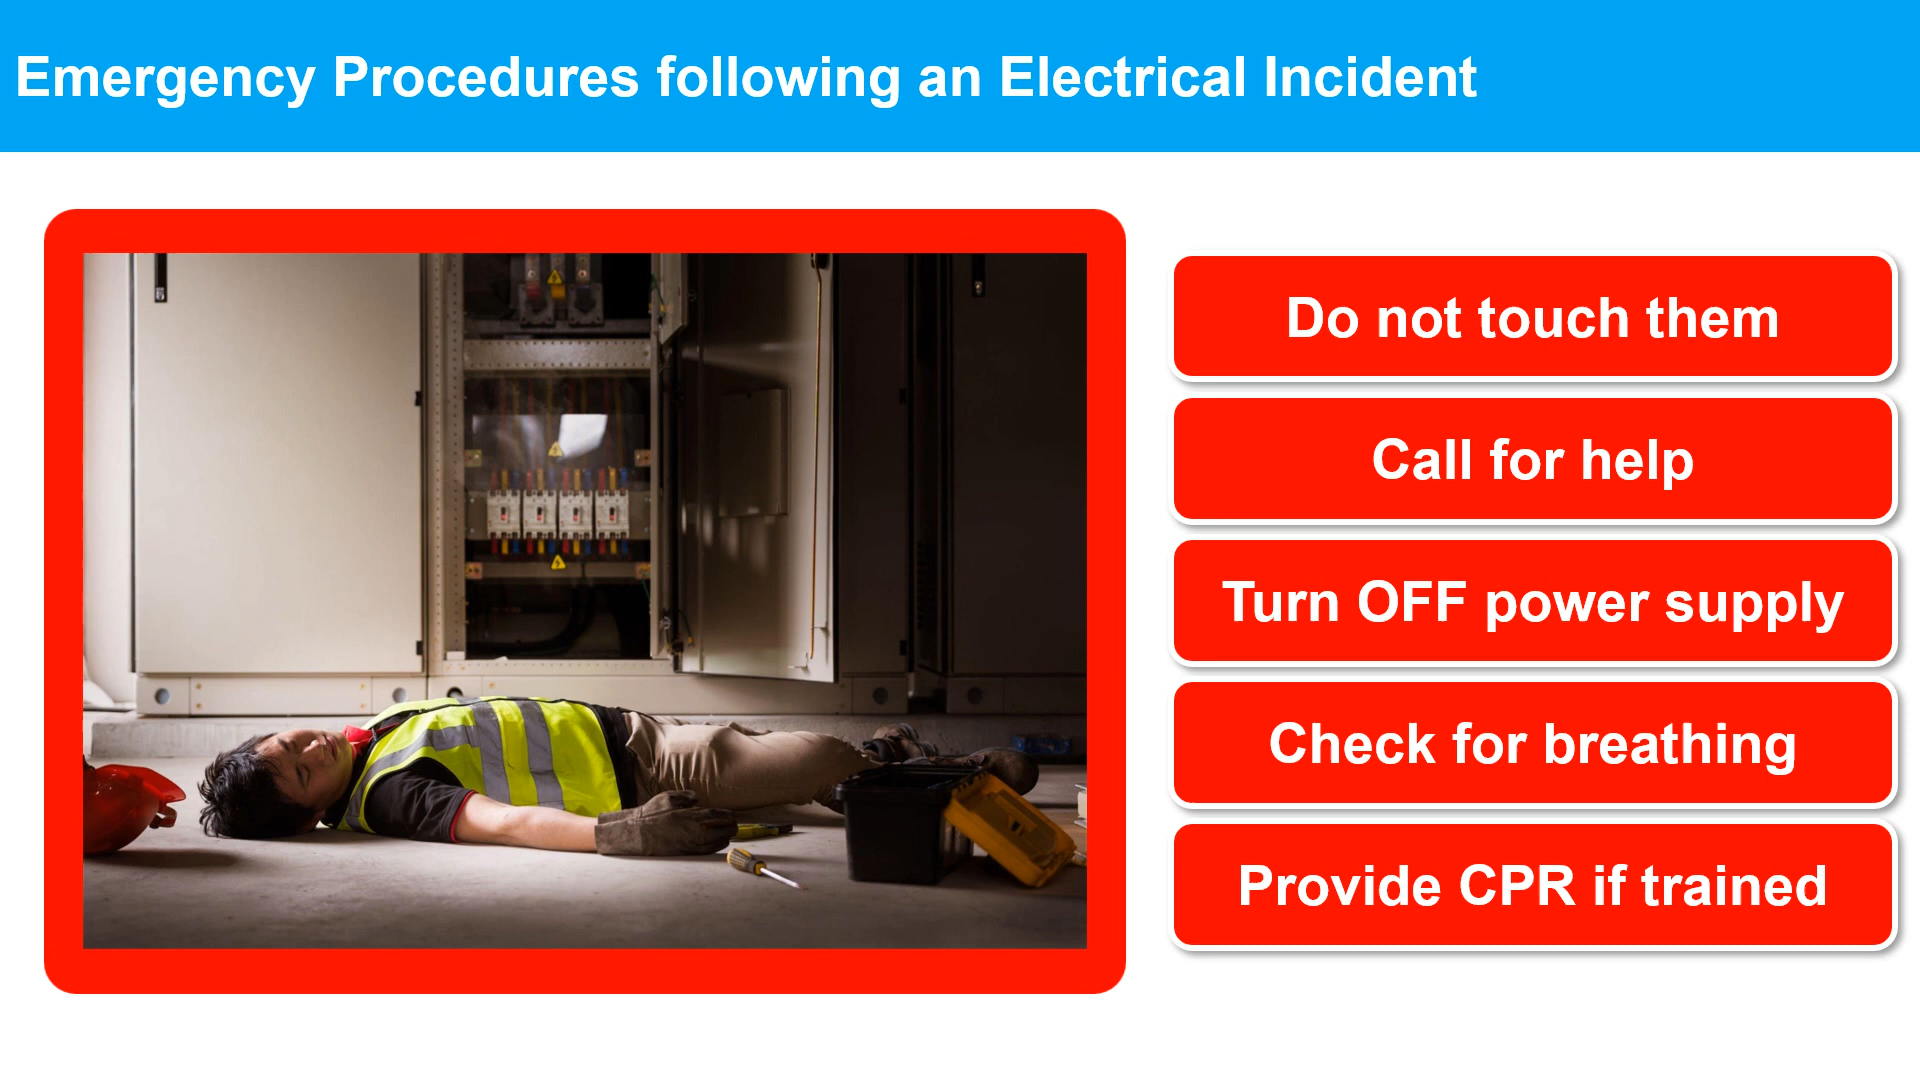 Emergency Procedures following an Electrical Incident
Do not touch them
Call for help
Turn OFF power supply
Check for breathing
Provide CPR if trained